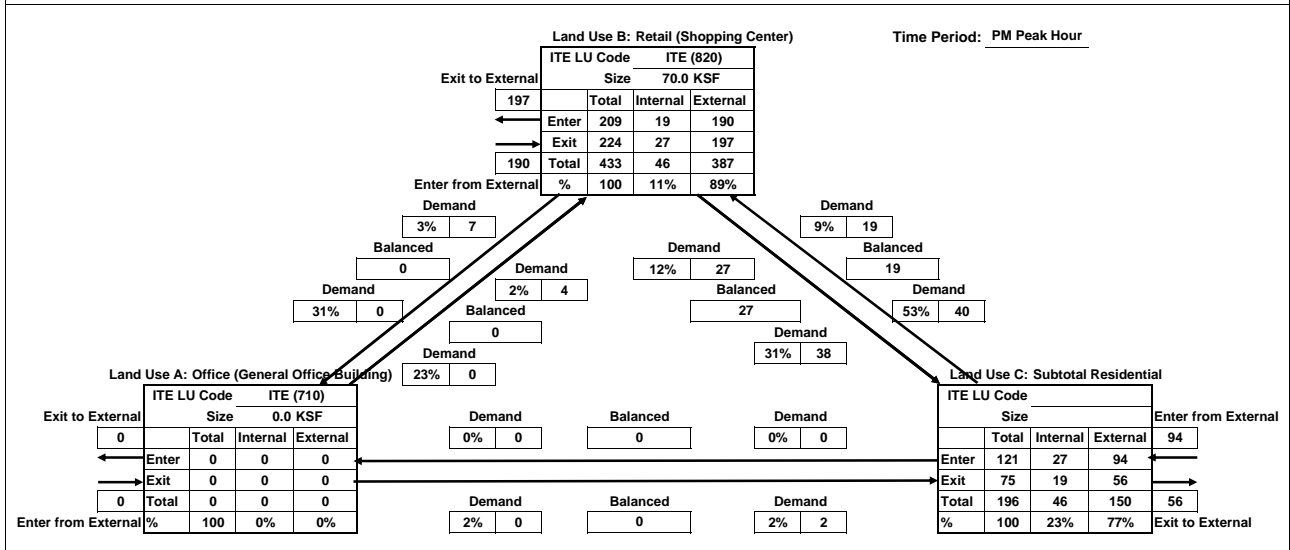 Land Use B: Retail (Shopping Center)
Time Period: PM Peak Hour
ITE LU Code ITE (820)
Exit to External Size 70.0 KSF
197 Total Internal External
Enter 209 19 190
Exit 224 27 197
190 Total 433 46 387
Enter from External % 100 11% 89%
Demand Demand
3% 7 9% 19
Balanced Demand Balanced
0 Demand 12% 27 19
Demand 2% 4 Balanced Demand
31% 0 Balanced 27 53% 40
0 Demand
Demand 31% 38
Land Use A: Office (General Office Building) 23% 0 Land Use C: Subtotal Residential
ITE LU Code ITE (710) ITE LU Code
Exit to External Size 0.0 KSF Demand Balanced Demand Size Enter from External
0 Total Internal External 0% 0 0 0% 0 Total Internal External 94
Enter 0 0 0 Enter 121 27 94
Exit 0 0 0 Exit 75 19 56
0 Total 0 0 0 Demand Balanced Demand Total 196 46 150 56
Enter from External % 100 0% 0% 2% 0 0 2% 2 % 100 23% 77% Exit to External